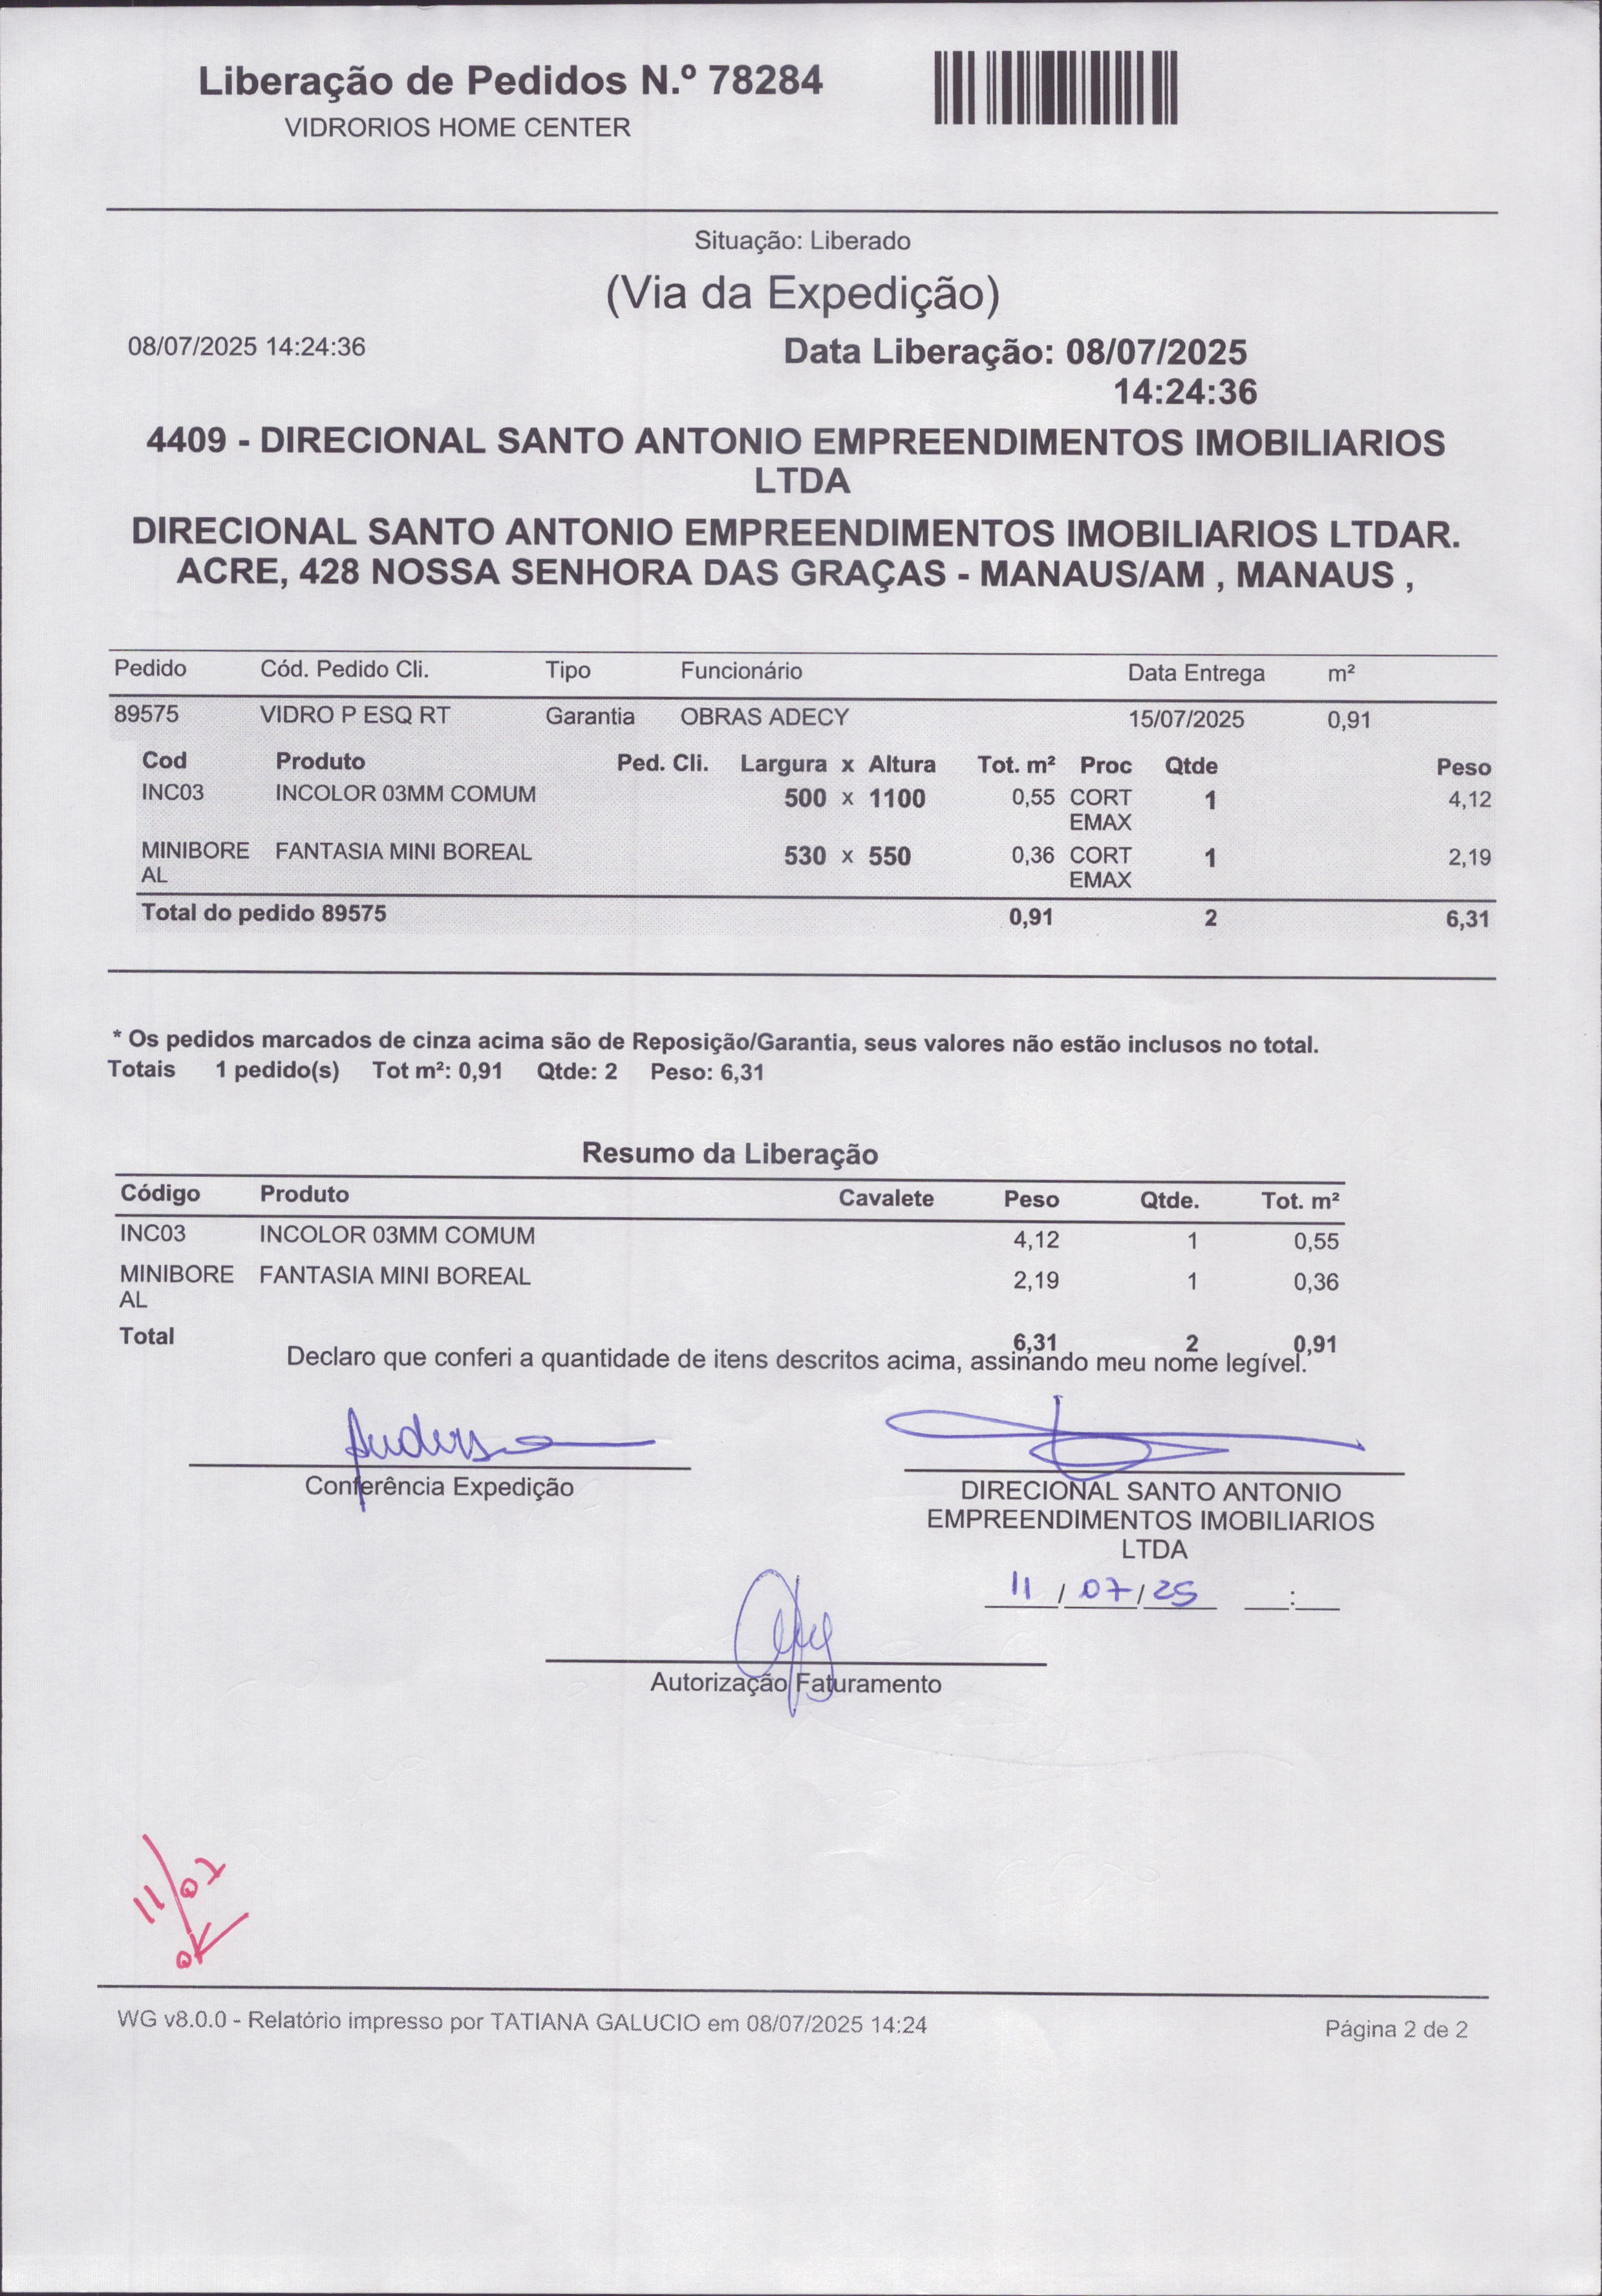 Liberação de Pedidos N.º 78284
VIDRORIOS HOME CENTER
Situação: Liberado
(Via da Expedição)
08/07/2025 14:24:36 Data Liberação: 08/07/2025
14:24:36
4409 - DIRECIONAL SANTO ANTONIO EMPREENDIMENTOS IMOBILIARIOS
LTDA
DIRECIONAL SANTO ANTONIO EMPREENDIMENTOS IMOBILIARIOS LTDAR.
ACRE, 428 NOSSA SENHORA DAS GRAÇAS - MANAUS/AM , MANAUS ,
Pedido Cód. Pedido Cli. Tipo Funcionário Data Entrega m²
89575 VIDRO P ESQ RT Garantia OBRAS ADECY 15/07/2025 0,91
Cod Produto Ped. Cli. Largura x Altura Tot. m² Proc Qtde Peso
INC03 INCOLOR 03MM COMUM 500 x 1100 0,55 CORT 1 4,12
EMAX
MINIBORE FANTASIA MINI BOREAL 530 x 550 0,36 CORT 1 2,19
AL EMAX
Total do pedido 89575 0,91 2 6,31
* Os pedidos marcados de cinza acima são de Reposição/Garantia, seus valores não estão inclusos no total.
Totais 1 pedido(s) Tot m²: 0,91 Qtde: 2 Peso: 6,31
Resumo da Liberação
Código Produto Cavalete Peso Qtde. Tot. m²
INC03 INCOLOR 03MM COMUM 4,12 1 0,55
MINIBORE FANTASIA MINI BOREAL 2,19 1 0,36
AL
Total 6,31 2 0,91
Declaro que conferi a quantidade de itens descritos acima, assinando meu nome legível.
Anderson
Conferência Expedição
DIRECIONAL SANTO ANTONIO
EMPREENDIMENTOS IMOBILIARIOS
LTDA
11 / 07 / 25 __:__
Autorização Faturamento
11/07
OK
WG v8.0.0 - Relatório impresso por TATIANA GALUCIO em 08/07/2025 14:24 Página 2 de 2